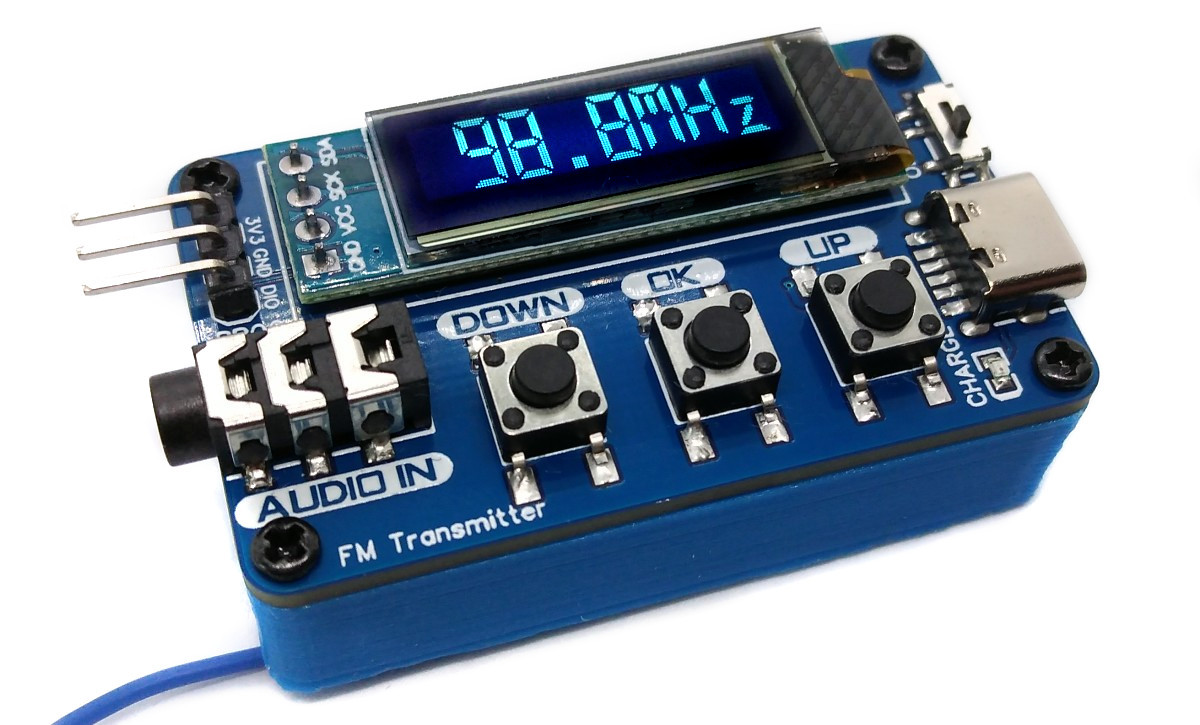 98.8MHz
SDA
SCK
VCC
GND
3V3 GND DIO
UP
OK
DOWN
CHARGE
AUDIO IN
FM Transmitter